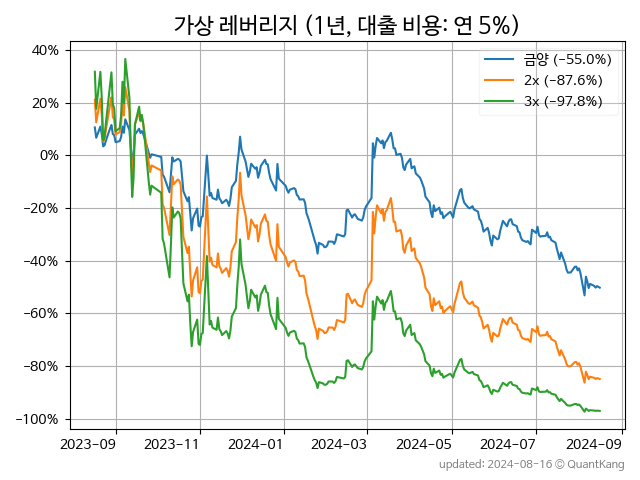 가상 레버리지 (1년, 대출 비용: 연 5%)
금양 (-55.0%)
2x (-87.6%)
3x (-97.8%)
40%
20%
0%
-20%
-40%
-60%
-80%
-100%
2023-09 2023-11 2024-01 2024-03 2024-05 2024-07 2024-09
updated: 2024-08-16 © QuantKang